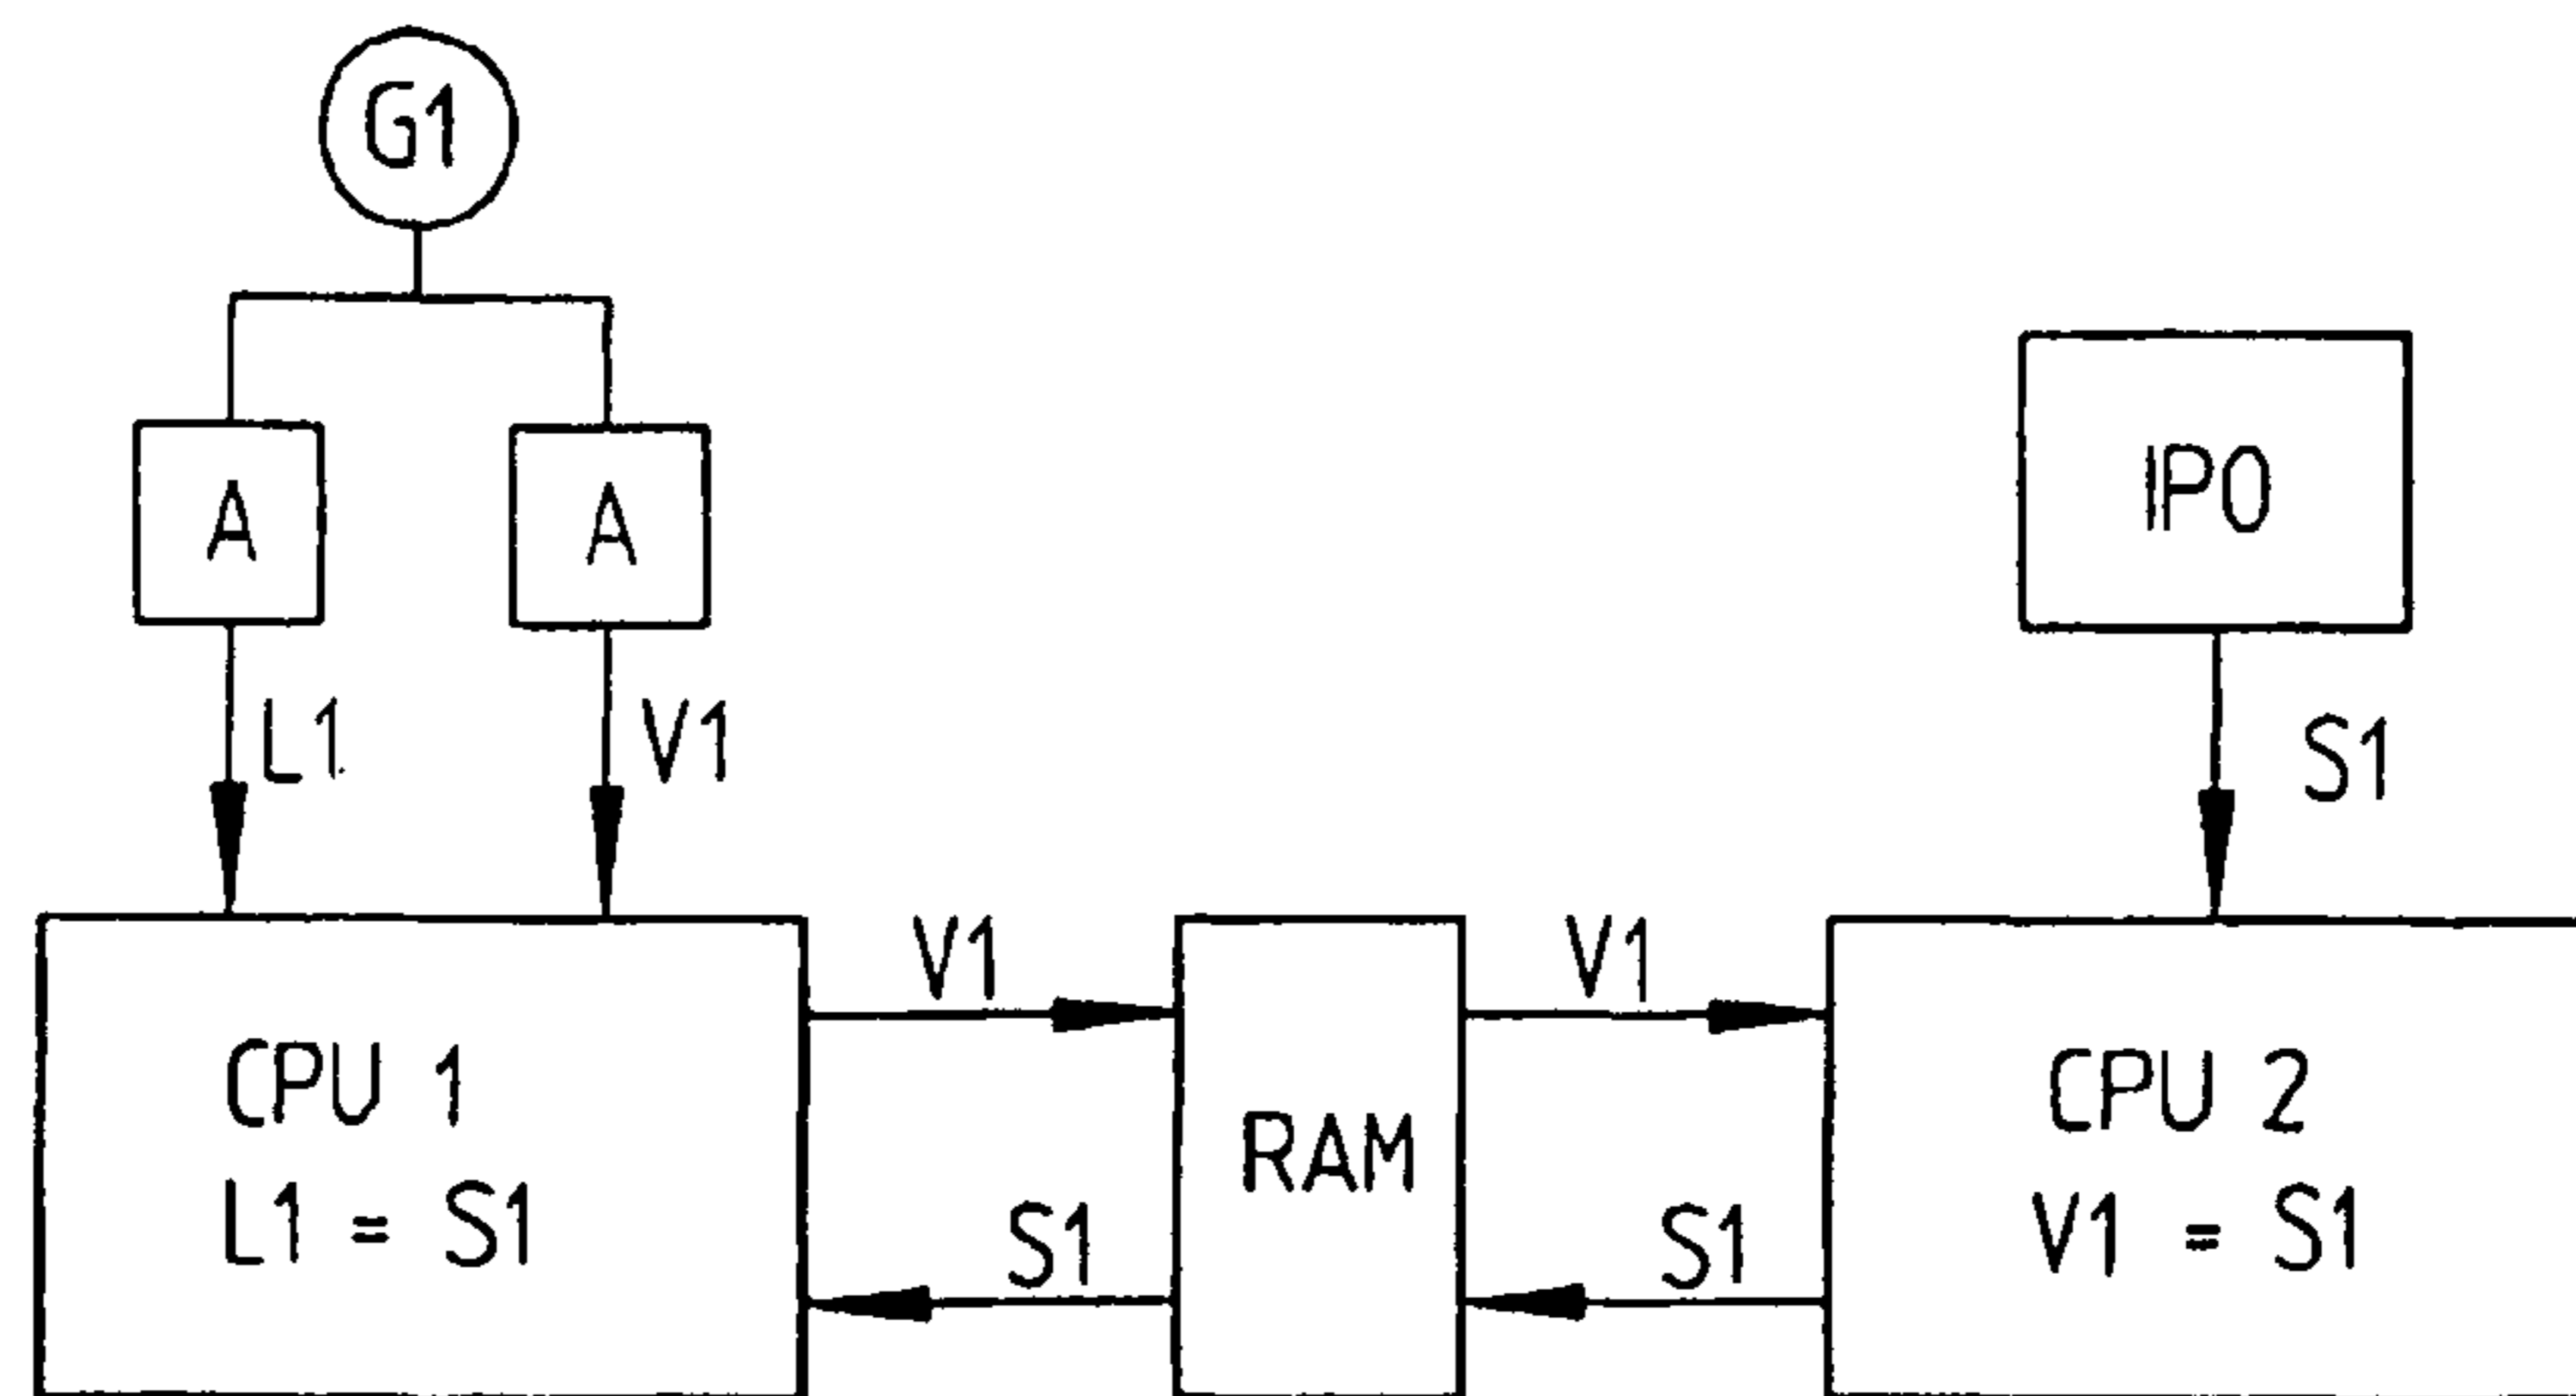 G1
A
A
IPO
L1
V1
S1
V1
V1
CPU 1
L1 = S1
RAM
CPU 2
V1 = S1
S1
S1